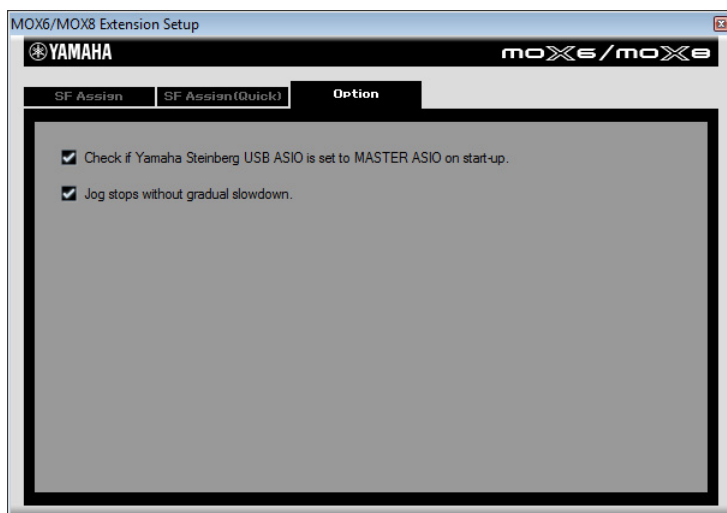 MOX6/MOX8 Extension Setup
YAMAHA
mox6/mox8
SF Assign
SF Assign(Quick)
Option
Check if Yamaha Steinberg USB ASIO is set to MASTER ASIO on start-up.
Jog stops without gradual slowdown.